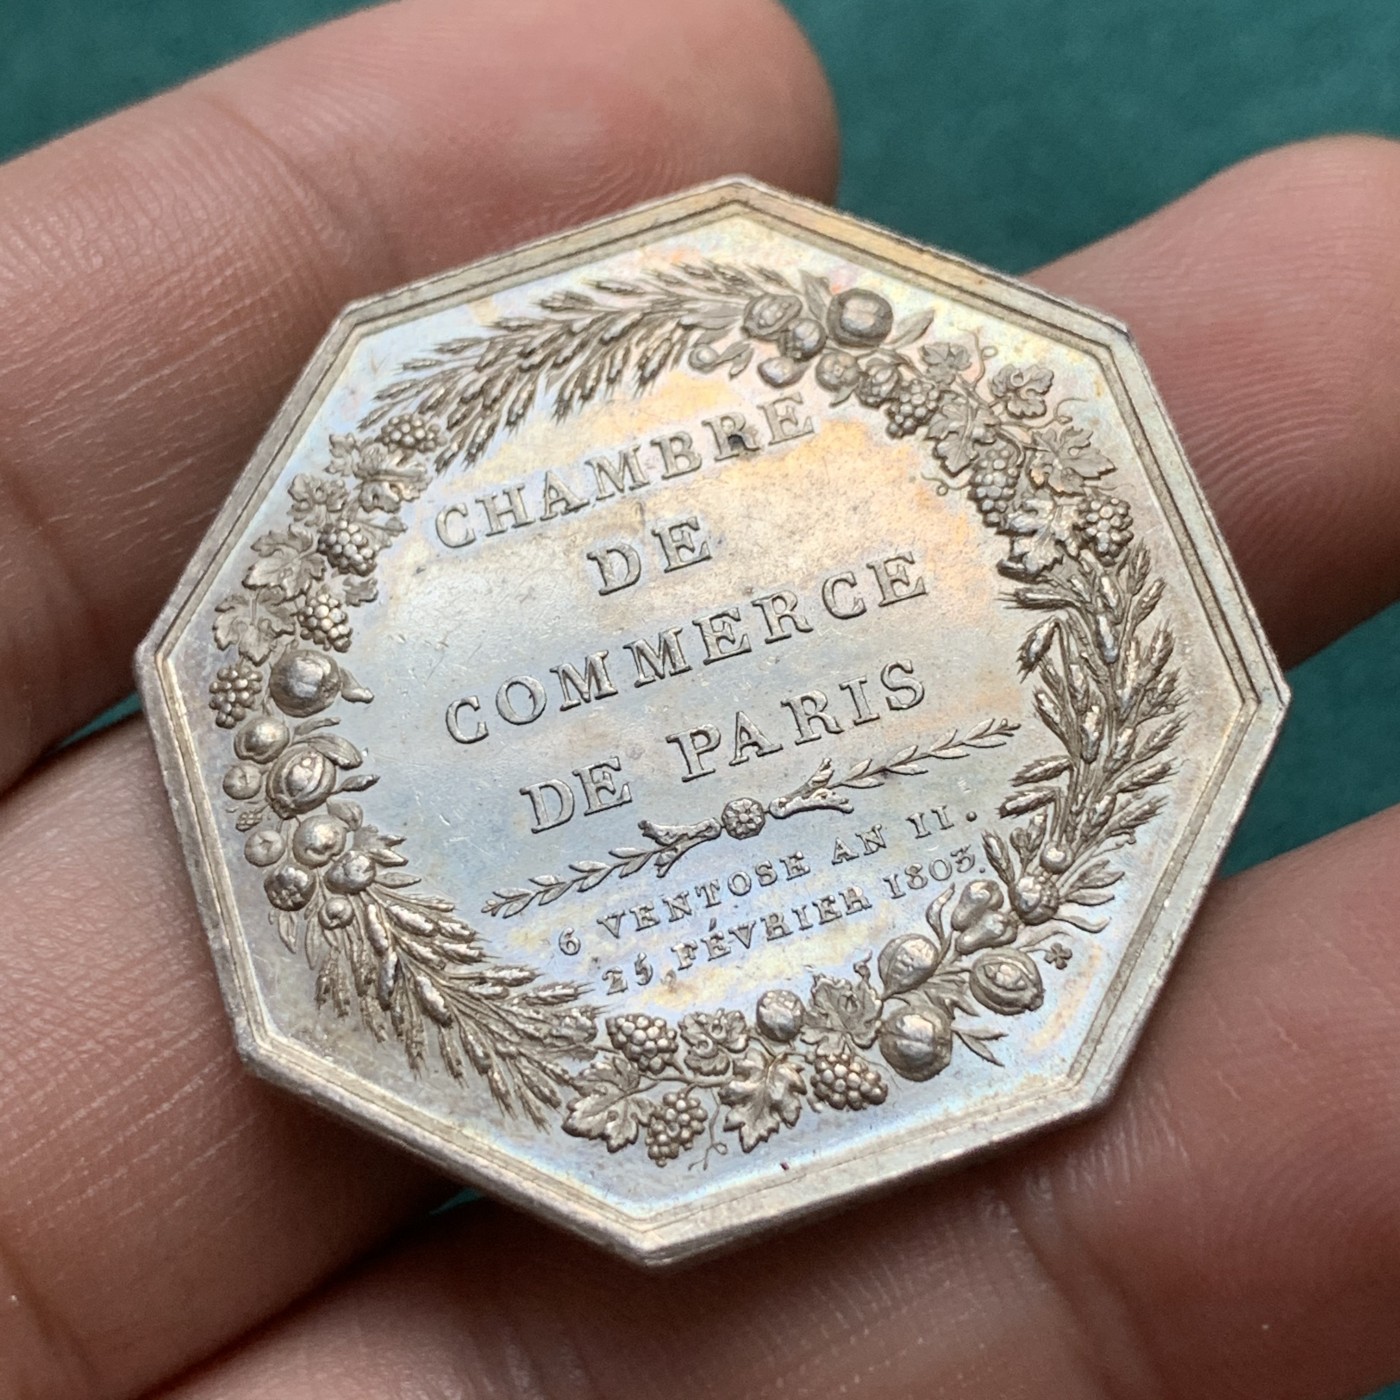 CHAMBRE
DE
COMMERCE
DE PARIS
6 VENTOSE AN II.
25 FÉVRIER 1803.